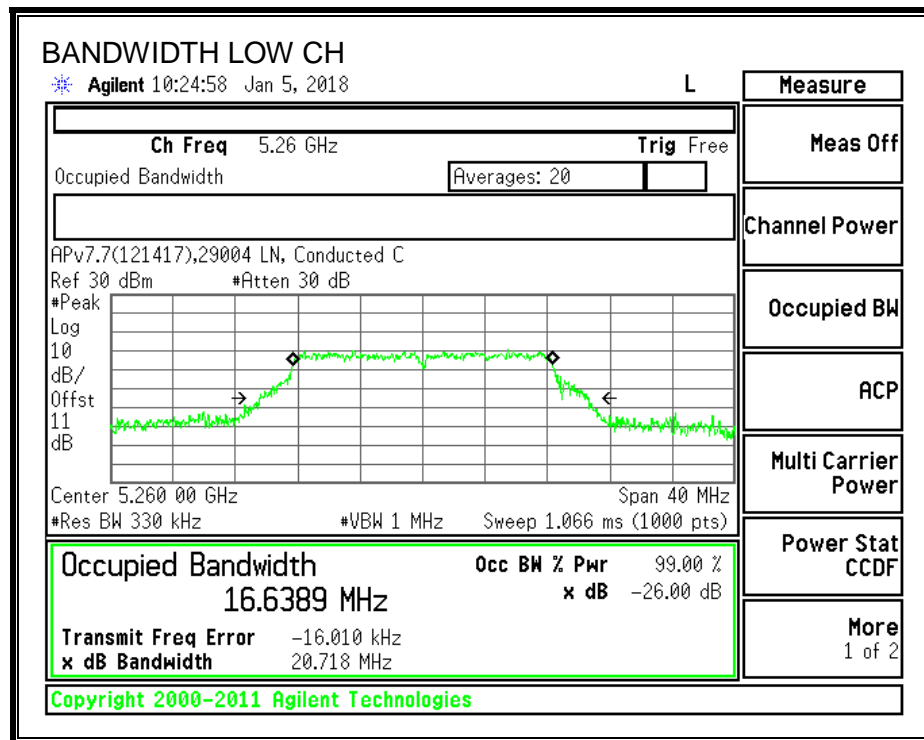 BANDWIDTH LOW CH
Agilent 10:24:58 Jan 5, 2018 L
Measure
Ch Freq 5.26 GHz Trig Free
Meas Off
Occupied Bandwidth Averages: 20
Channel Power
APv7.7(121417),29004 LN, Conducted C
Ref 30 dBm #Atten 30 dB
#Peak
Log
10
dB/
Offst
11
dB
Occupied BW
ACP
Multi Carrier
Power
Center 5.260 00 GHz Span 40 MHz
#Res BW 330 kHz #VBW 1 MHz Sweep 1.066 ms (1000 pts)
Power Stat
CCDF
Occupied Bandwidth Occ BW % Pwr 99.00 %
16.6389 MHz x dB -26.00 dB
Transmit Freq Error -16.010 kHz
x dB Bandwidth 20.718 MHz
More
1 of 2
Copyright 2000-2011 Agilent Technologies